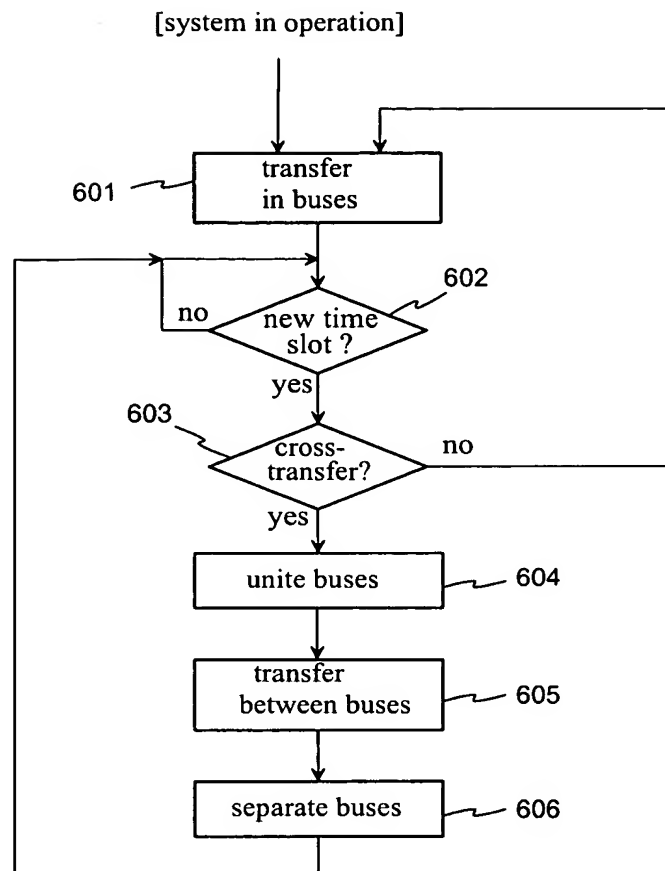 [system in operation]
transfer
in buses
601
602
no
new time
slot ?
yes
603
cross-
transfer?
no
yes
unite buses
604
transfer
between buses
605
separate buses
606